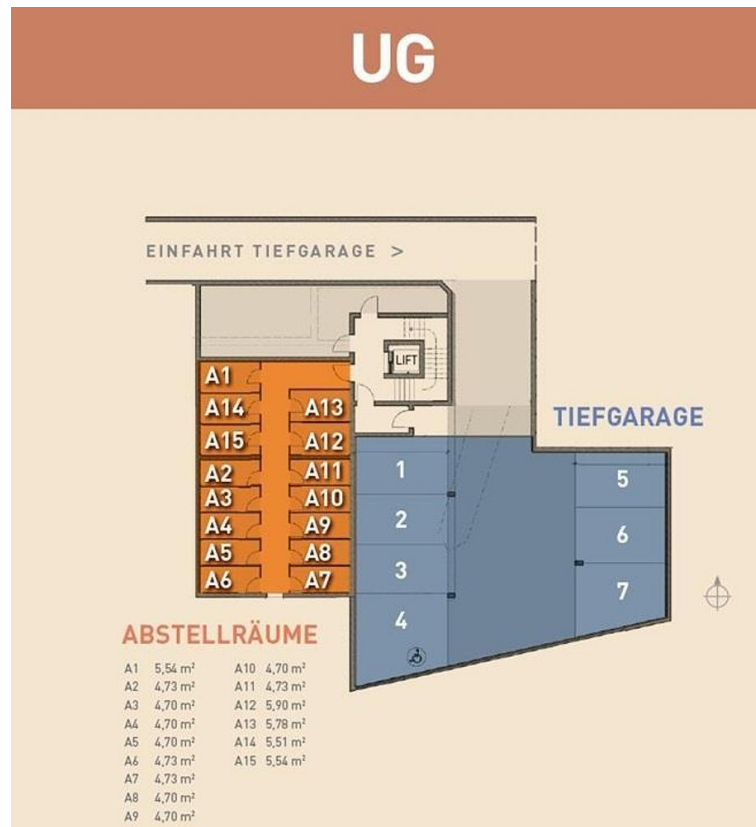 UG
EINFAHRT TIEFGARAGE >
LIFT
A1
A14 A13
A15 A12
A2 A11
A3 A10
A4 A9
A5 A8
A6 A7
TIEFGARAGE
1
2
3
4
5
6
7
ABSTELLRÄUME
A1 5,54 m² A10 4,70 m²
A2 4,73 m² A11 4,73 m²
A3 4,70 m² A12 5,90 m²
A4 4,70 m² A13 5,78 m²
A5 4,70 m² A14 5,51 m²
A6 4,73 m² A15 5,54 m²
A7 4,73 m²
A8 4,70 m²
A9 4,70 m²